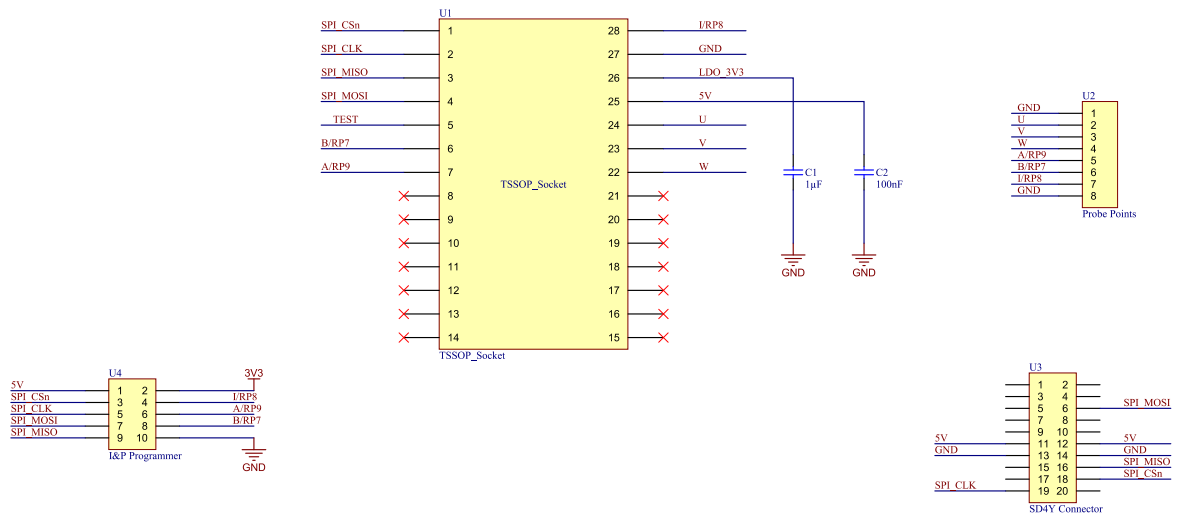 U1
SPI_CSn 1 28 I/RP8
SPI_CLK 2 27 GND
SPI_MISO 3 26 LDO_3V3
SPI_MOSI 4 25 5V
TEST 5 24 U
B/RP7 6 23 V
A/RP9 7 22 W
TSSOP_Socket
8 21
9 20
10 19
11 18
12 17
13 16
14 15
TSSOP_Socket
C1
1µF
GND
C2
100nF
GND
U2
GND 1
U 2
V 3
W 4
A/RP9 5
B/RP7 6
I/RP8 7
GND 8
Probe Points
U4
3V3
5V 1 2
SPI_CSn 3 4 I/RP8
SPI_CLK 5 6 A/RP9
SPI_MOSI 7 8 B/RP7
SPI_MISO 9 10
I&P Programmer
GND
U3
1 2
3 4
5 6 SPI_MOSI
7 8
9 10
5V 11 12 5V
GND 13 14 GND
15 16 SPI_MISO
17 18 SPI_CSn
SPI_CLK 19 20
SD4Y Connector